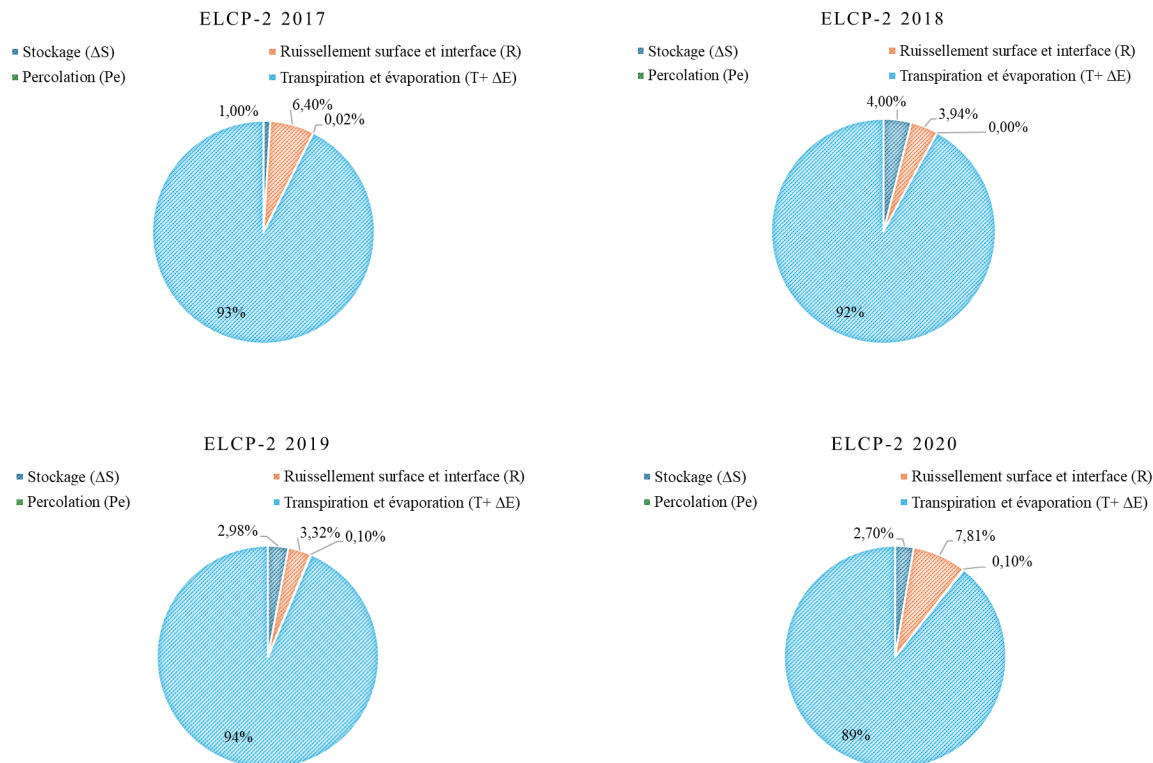 ELCP-2 2017
Stockage (ΔS)
Ruissellement surface et interface (R)
Percolation (Pe)
Transpiration et évaporation (T+ ΔE)
1,00%
6,40%
0,02%
93%
ELCP-2 2018
Stockage (ΔS)
Ruissellement surface et interface (R)
Percolation (Pe)
Transpiration et évaporation (T+ ΔE)
4,00%
3,94%
0,00%
92%
ELCP-2 2019
Stockage (ΔS)
Ruissellement surface et interface (R)
Percolation (Pe)
Transpiration et évaporation (T+ ΔE)
2,98%
3,32%
0,10%
94%
ELCP-2 2020
Stockage (ΔS)
Ruissellement surface et interface (R)
Percolation (Pe)
Transpiration et évaporation (T+ ΔE)
2,70%
7,81%
0,10%
89%